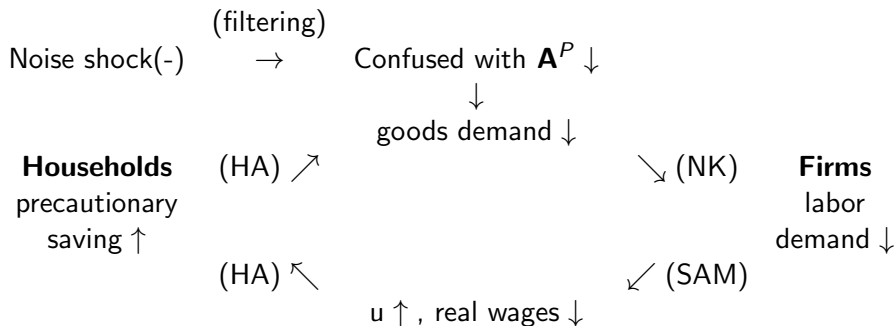 (filtering)
Noise shock(-) → Confused with A^P ↓
↓
goods demand ↓
Households (HA) ↗ ↘ (NK) Firms
precautionary labor
saving ↑ demand ↓
(HA) ↖ ↙ (SAM)
u ↑ , real wages ↓